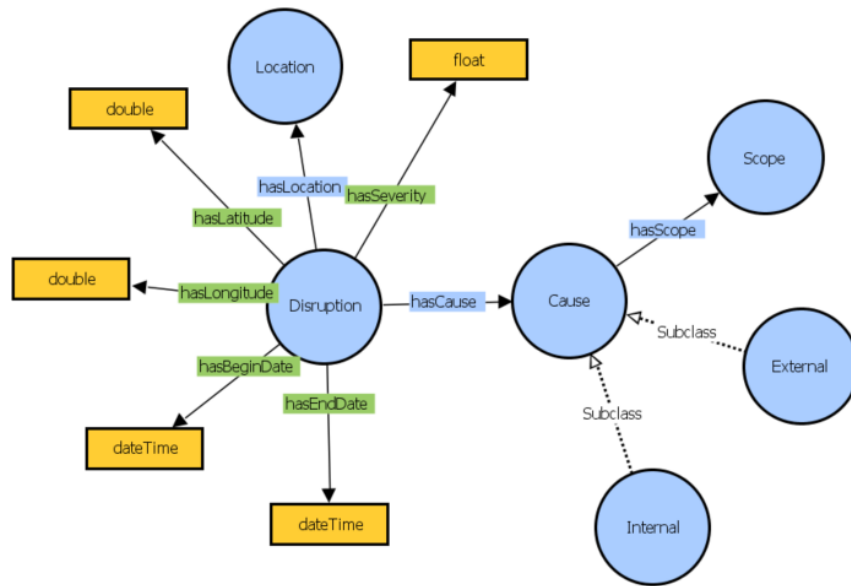 Location
float
double
Scope
hasLocation
hasSeverity
hasLatitude
hasScope
double
hasLongitude
Disruption
hasCause
Cause
Subclass
External
hasBeginDate
hasEndDate
Subclass
dateTime
dateTime
Internal